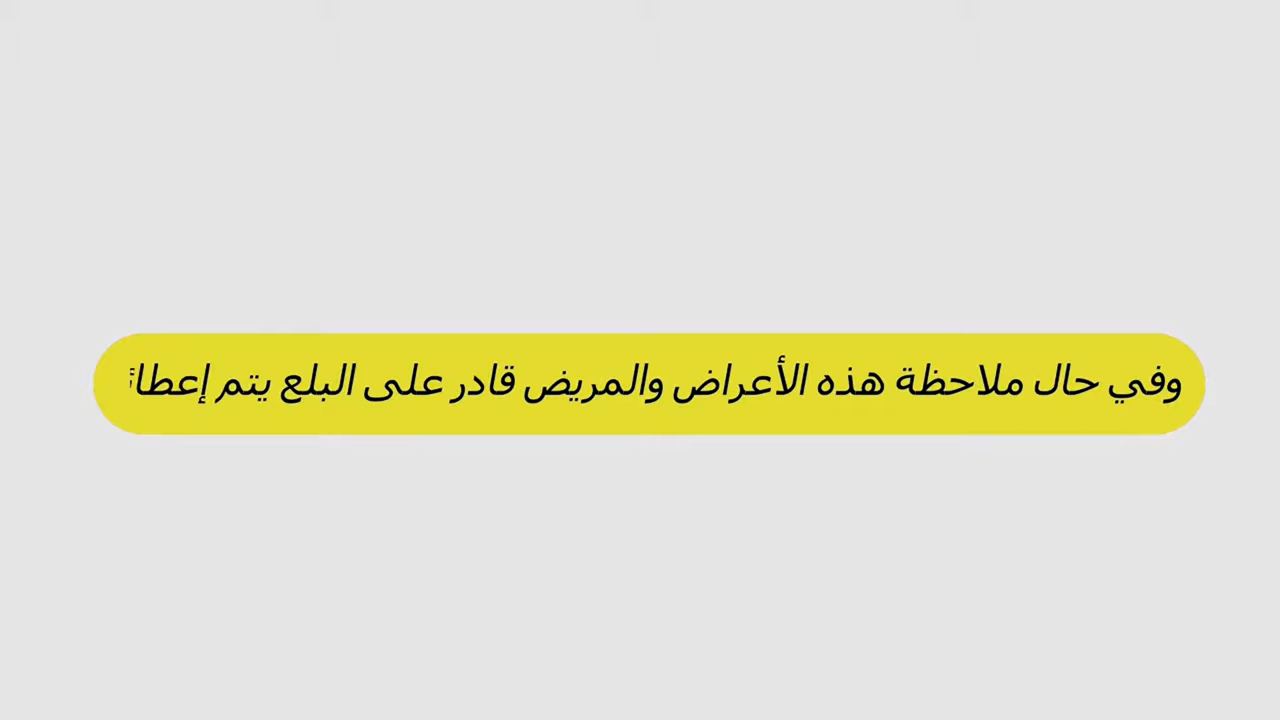 وفي حال ملاحظة هذه الأعراض والمريض قادر على البلع يتم